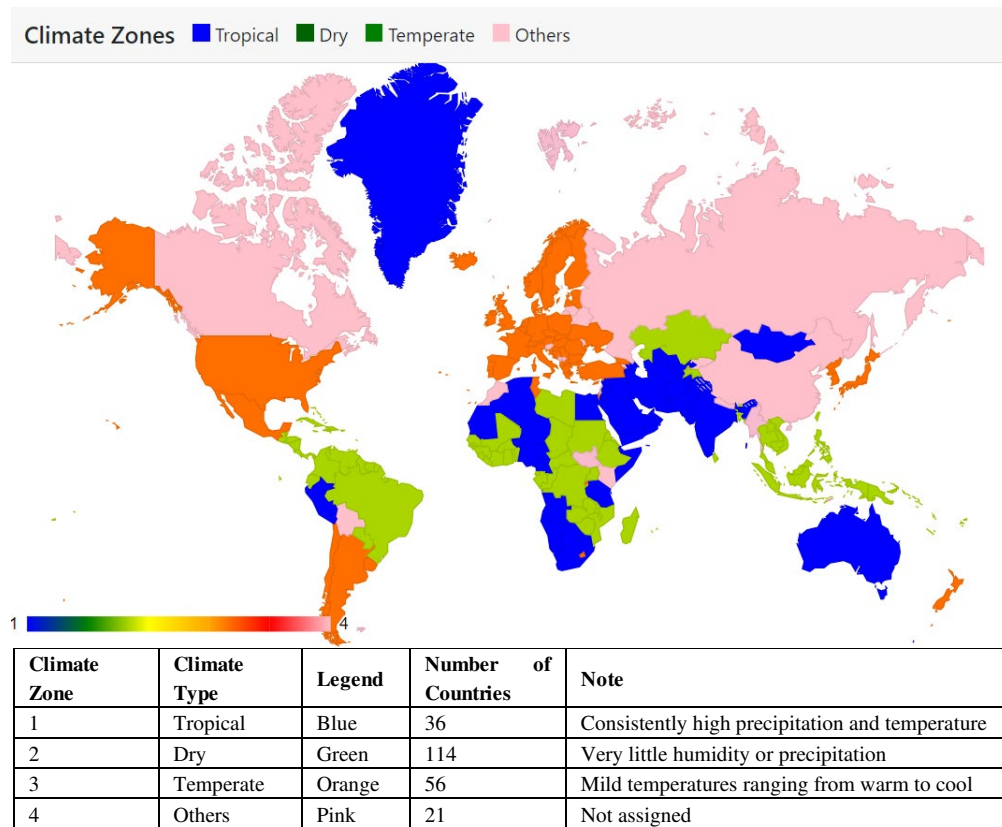 Climate Zones Tropical Dry Temperate Others
1 4
Climate Zone Climate Type Legend Number of Countries Note
1 Tropical Blue 36 Consistently high precipitation and temperature
2 Dry Green 114 Very little humidity or precipitation
3 Temperate Orange 56 Mild temperatures ranging from warm to cool
4 Others Pink 21 Not assigned